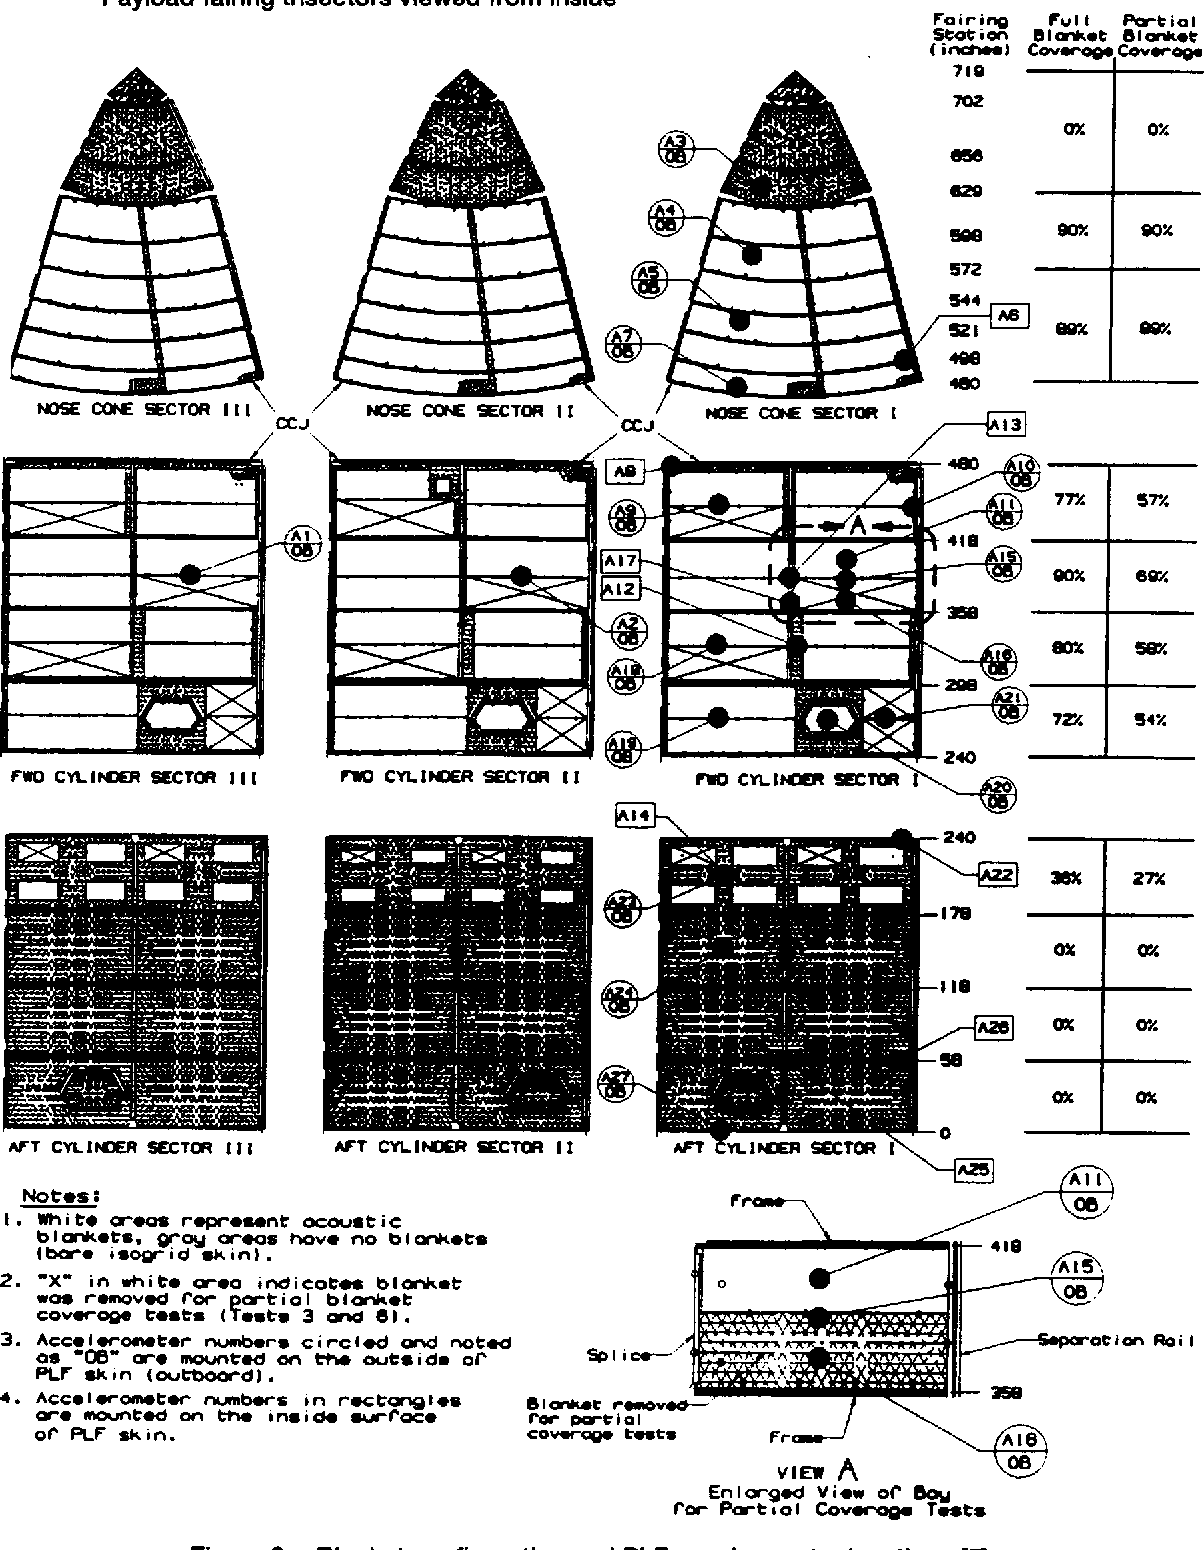 Payload fairing trisectors viewed from inside
Fairing Station (inches)
Full Blanket Coverage
Partial Blanket Coverage
719
702
0% 0%
656
629
598
90% 90%
572
544
521
89% 89%
498
480
A3 OB
A4 OB
A5 OB
A6
A7 OB
NOSE CONE SECTOR III
NOSE CONE SECTOR II
NOSE CONE SECTOR I
CCJ
CCJ
A13
A8
480
A10 OB
77% 57%
A9 OB
A11 OB
A
A1 OB
418
A17
A15 OB
90% 69%
A12
358
A2 OB
A18 OB
A16 OB
80% 58%
298
A21 OB
72% 54%
A19 OB
240
FWD CYLINDER SECTOR III
FWD CYLINDER SECTOR II
FWD CYLINDER SECTOR I
A20 OB
A14
240
A22
36% 27%
A23 OB
179
0% 0%
A24 OB
118
A26
0% 0%
58
A27 OB
0% 0%
0
AFT CYLINDER SECTOR III
AFT CYLINDER SECTOR II
AFT CYLINDER SECTOR I
A25
Notes:
1. White areas represent acoustic
blankets, gray areas have no blankets
(bare isogrid skin).
2. "X" in white area indicates blanket
was removed for partial blanket
coverage tests (Tests 3 and 6).
3. Accelerometer numbers circled and noted
as "OB" are mounted on the outside of
PLF skin (outboard).
4. Accelerometer numbers in rectangles
are mounted on the inside surface
of PLF skin.
Frame
A11 OB
418
A15 OB
Splice
Separation Rail
358
Blanket removed
for partial
coverage tests
Frame
A16 OB
VIEW A
Enlarged View of Bay
for Partial Coverage Tests